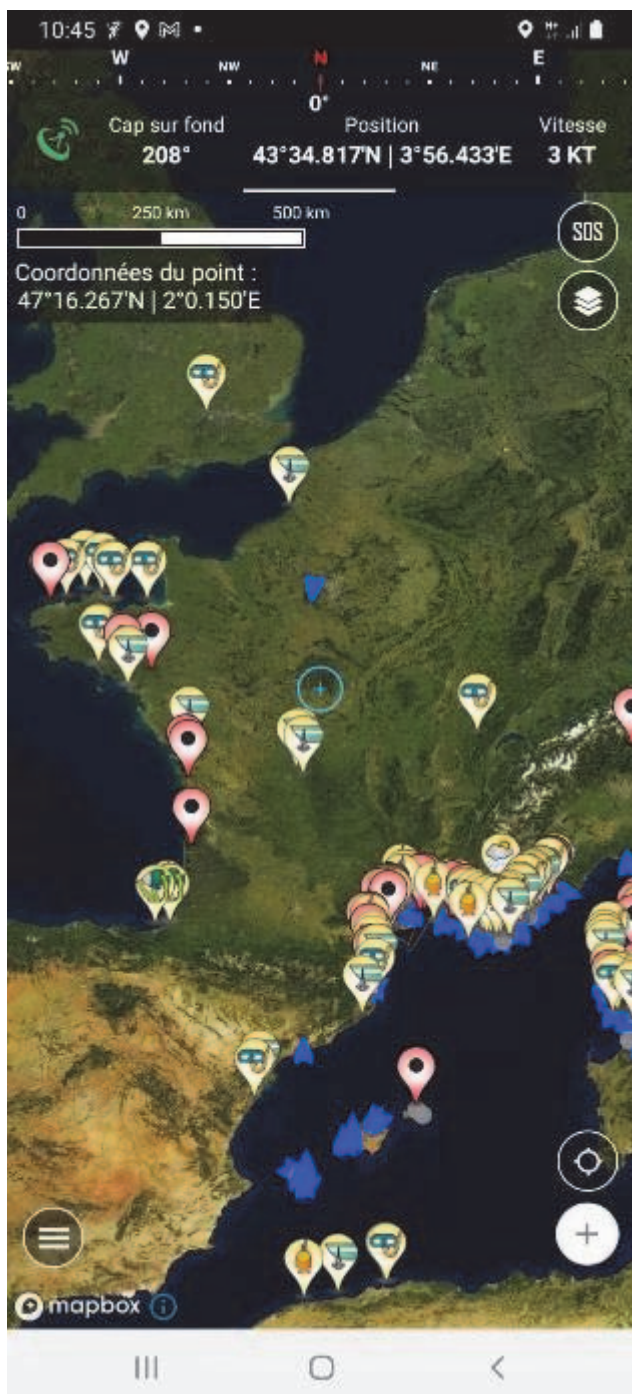 10:45
SW W NW N NE E
0°
Cap sur fond Position Vitesse
208° 43°34.817'N | 3°56.433'E 3 KT
0 250 km 500 km
SOS
Coordonnées du point :
47°16.267'N | 2°0.150'E
mapbox